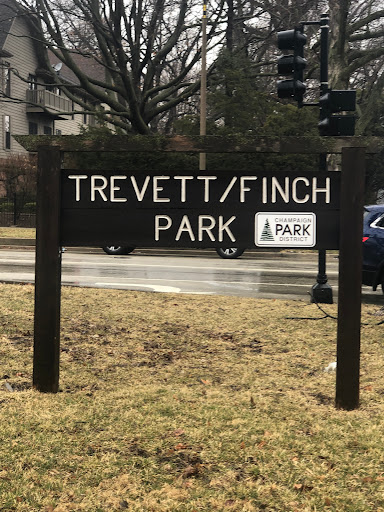 TREVETT/FINCH
PARK
CHAMPAIGN
PARK
DISTRICT